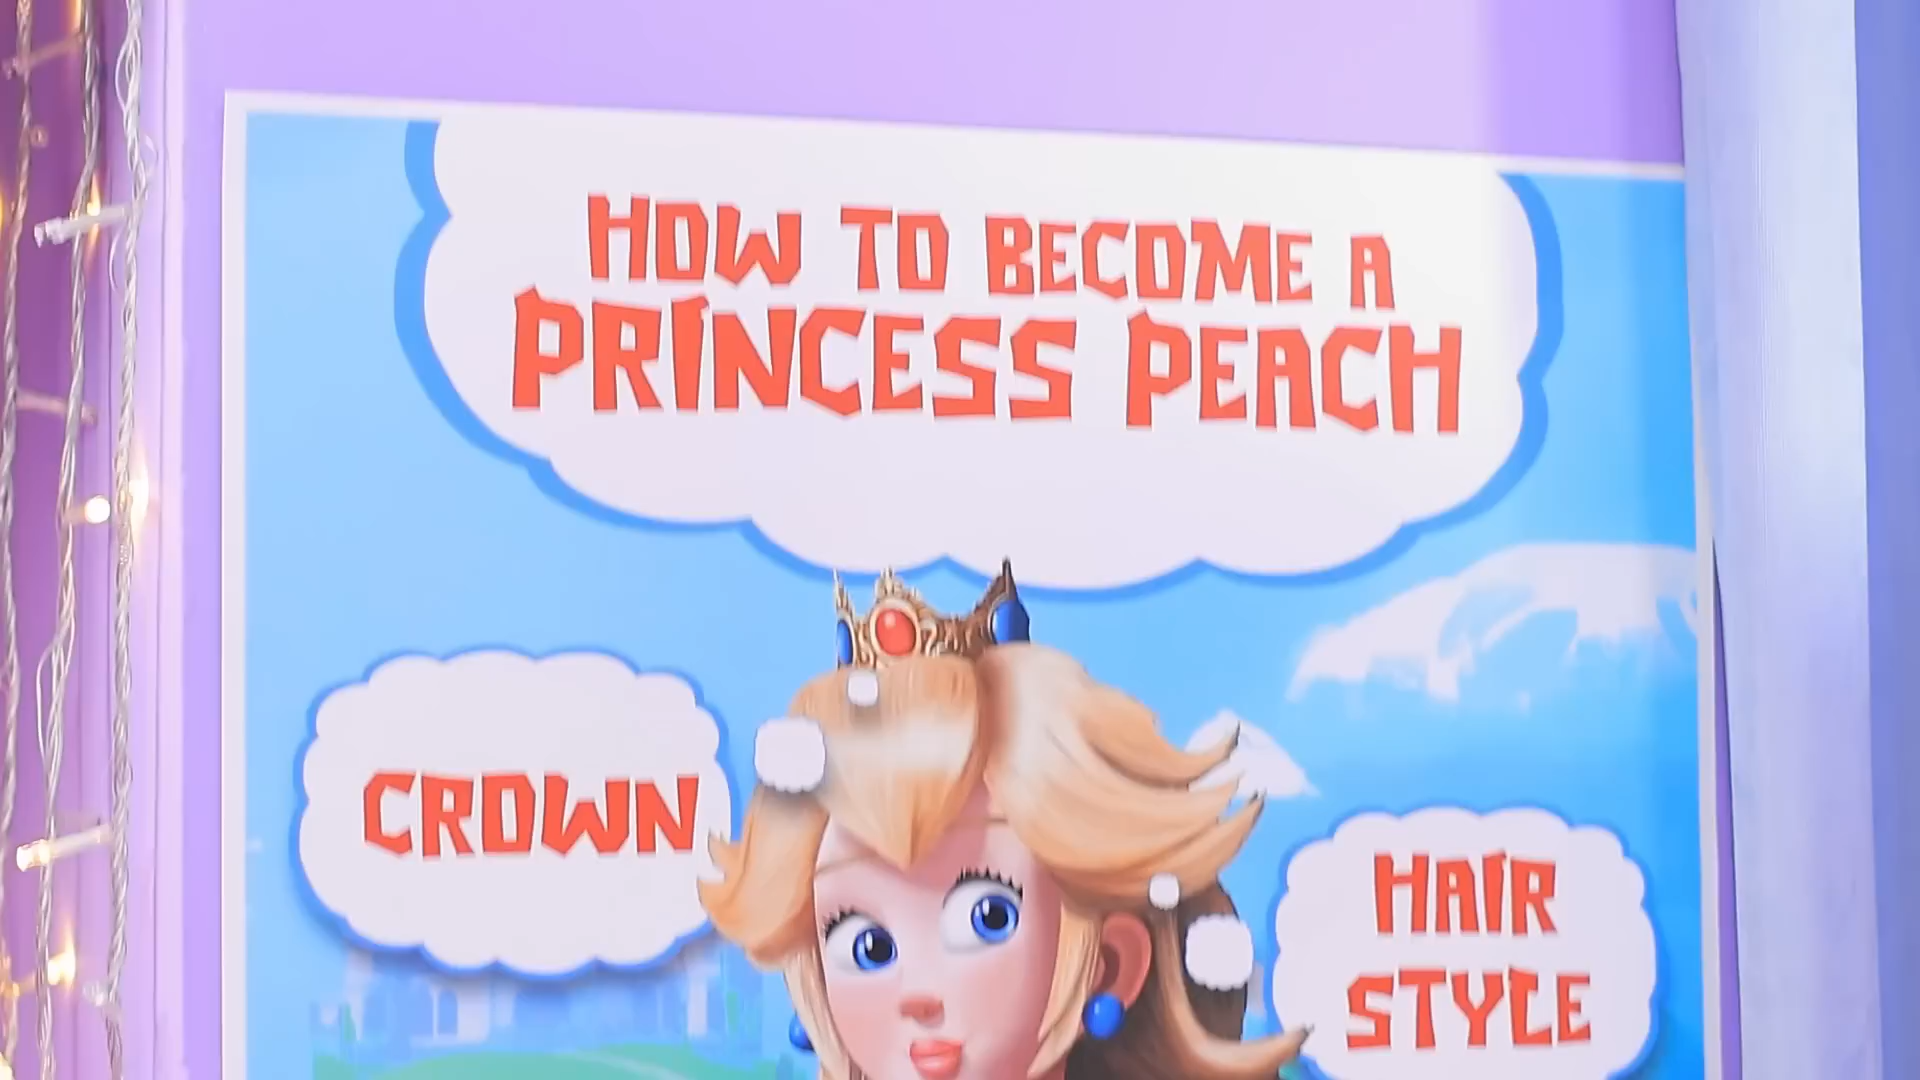 HOW TO BECOME A
PRINCESS PEACH
CROWN
HAIR
STYLE